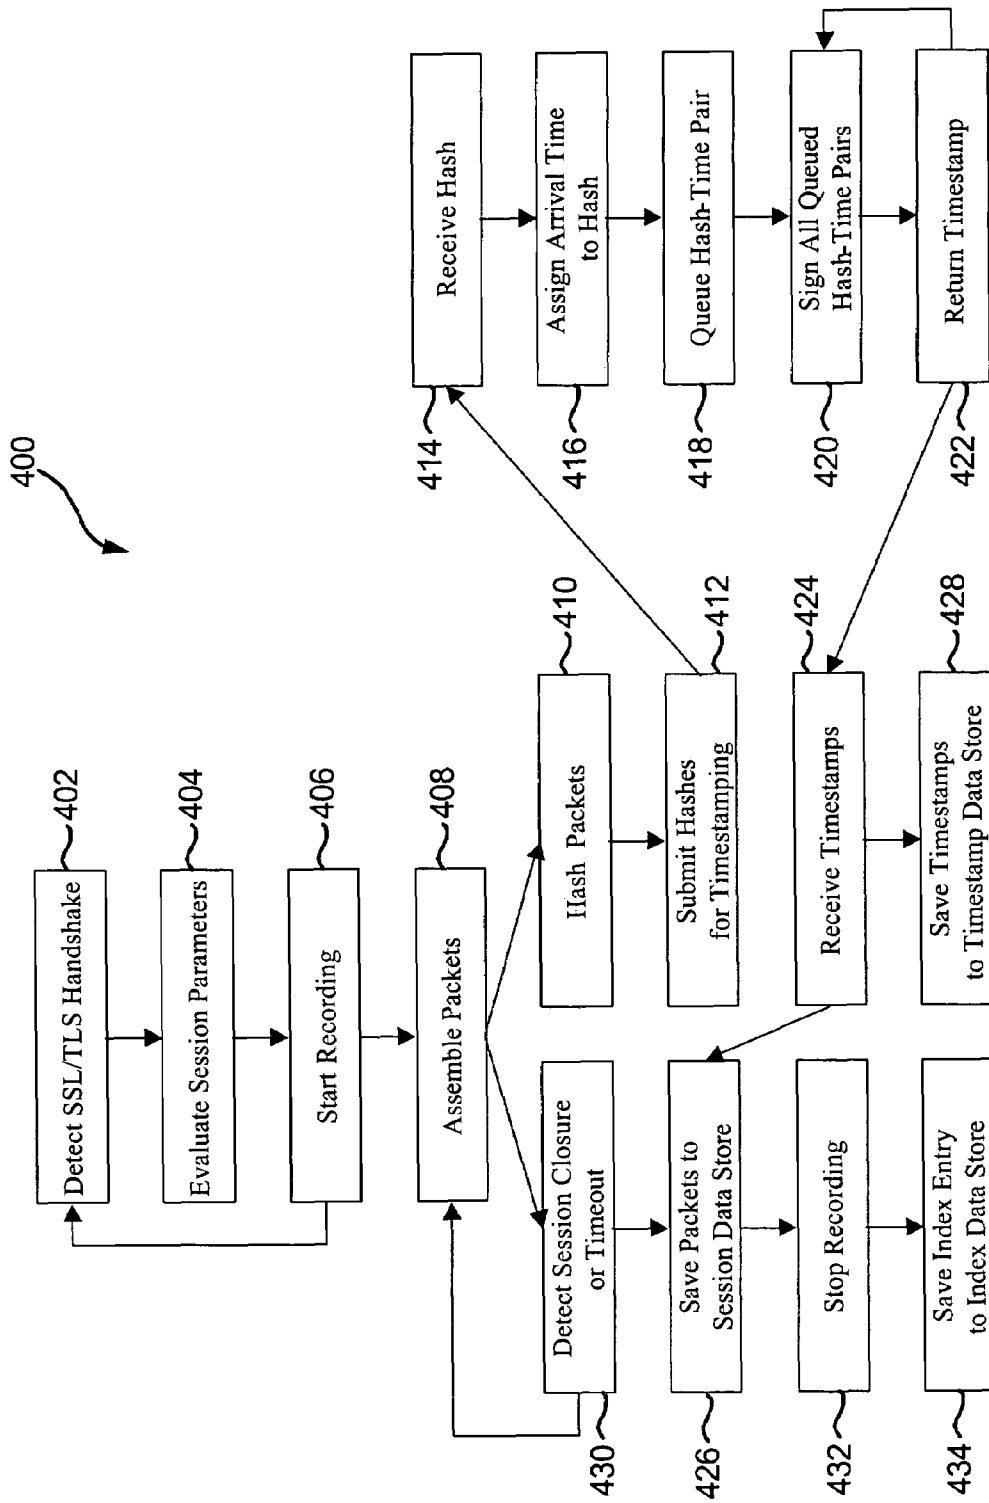 400
Detect SSL/TLS Handshake
402
Evaluate Session Parameters
404
Start Recording
406
Assemble Packets
408
Hash Packets
410
Submit Hashes
for Timestamping
412
Receive Hash
414
Assign Arrival Time
to Hash
416
Queue Hash-Time Pair
418
Sign All Queued
Hash-Time Pairs
420
Return Timestamp
422
Receive Timestamps
424
Save Timestamps
to Timestamp Data Store
428
Detect Session Closure
or Timeout
430
Save Packets to
Session Data Store
426
Stop Recording
432
Save Index Entry
to Index Data Store
434